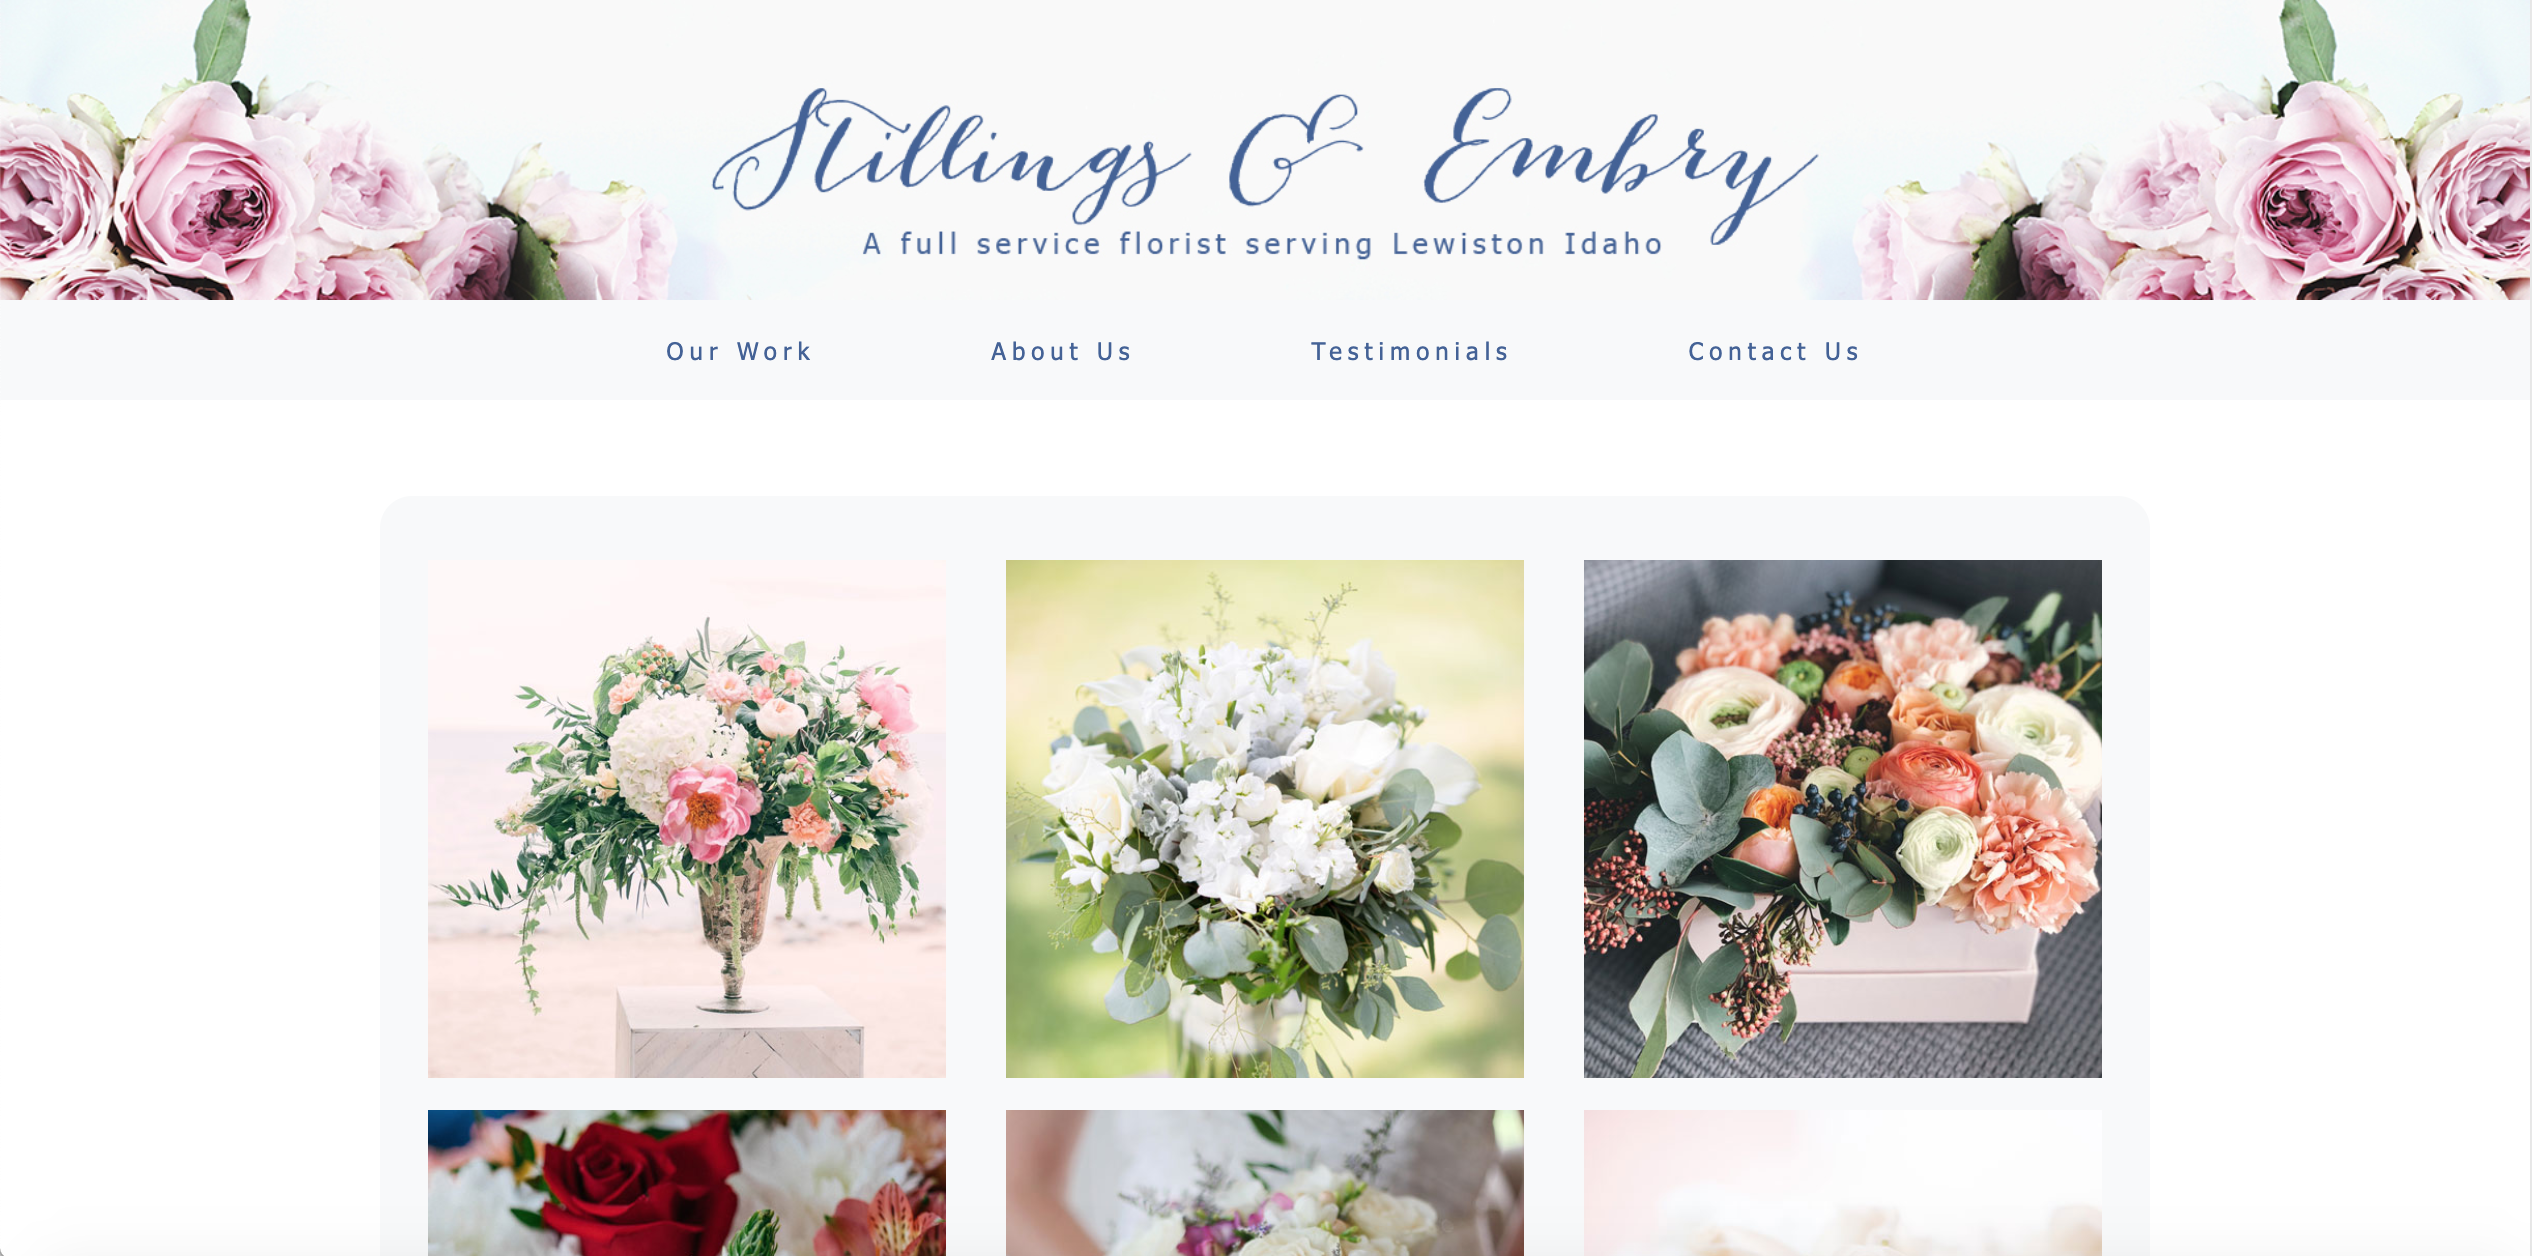 Stillings & Embry
A full service florist serving Lewiston Idaho
Our Work About Us Testimonials Contact Us